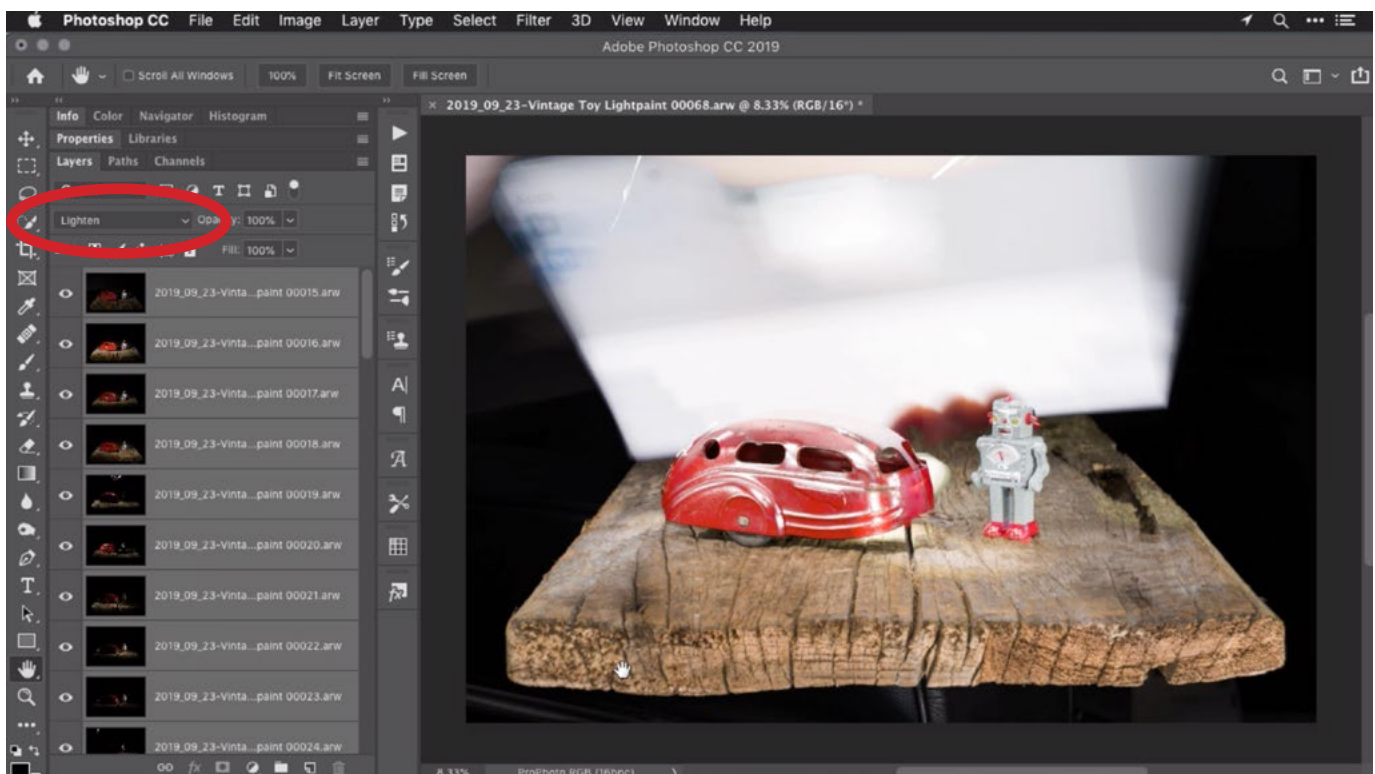 Photoshop CC File Edit Image Layer Type Select Filter 3D View Window Help
Adobe Photoshop CC 2019
Scroll All Windows 100% Fit Screen Fill Screen
× 2019_09_23-Vintage Toy Lightpaint 00068.arw @ 8.33% (RGB/16*) *
Info Color Navigator Histogram
Properties Libraries
Layers Paths Channels
Lighten Opacity: 100%
Fill: 100%
2019_09_23-Vinta...paint 00015.arw
2019_09_23-Vinta...paint 00016.arw
2019_09_23-Vinta...paint 00017.arw
2019_09_23-Vinta...paint 00018.arw
2019_09_23-Vinta...paint 00019.arw
2019_09_23-Vinta...paint 00020.arw
2019_09_23-Vinta...paint 00021.arw
2019_09_23-Vinta...paint 00022.arw
2019_09_23-Vinta...paint 00023.arw
2019_09_23-Vinta...paint 00024.arw
8.33% ProPhoto RGB (16bpc)